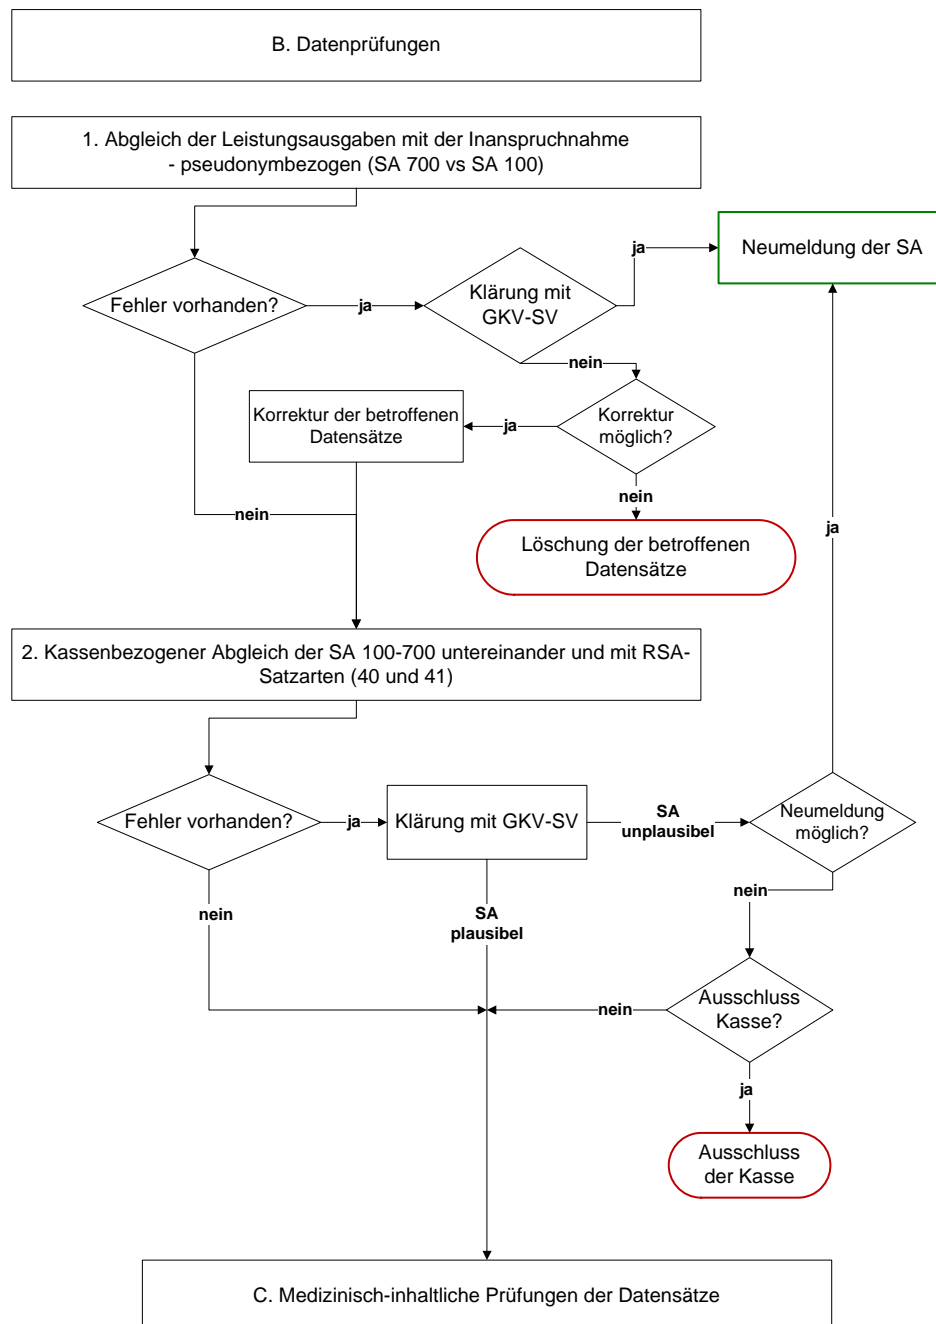 B. Datenprüfungen
1. Abgleich der Leistungsausgaben mit der Inanspruchnahme
- pseudonymbezogen (SA 700 vs SA 100)
Neumeldung der SA
ja
Fehler vorhanden?
ja
Klärung mit
GKV-SV
nein
Korrektur der betroffenen
Datensätze
ja
Korrektur
möglich?
nein
nein
ja
Löschung der betroffenen
Datensätze
2. Kassenbezogener Abgleich der SA 100-700 untereinander und mit RSA-
Satzarten (40 und 41)
Fehler vorhanden?
ja
Klärung mit GKV-SV
SA
unplausibel
Neumeldung
möglich?
nein
nein
SA
plausibel
Ausschluss
Kasse?
nein
ja
Ausschluss
der Kasse
C. Medizinisch-inhaltliche Prüfungen der Datensätze